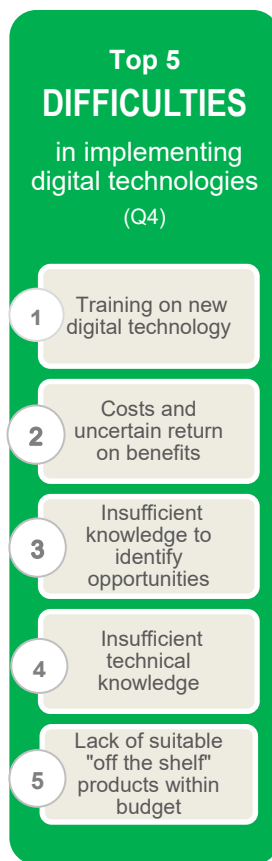 Top 5
DIFFICULTIES
in implementing
digital technologies
(Q4)
1
Training on new
digital technology
2
Costs and
uncertain return
on benefits
3
Insufficient
knowledge to
identify
opportunities
4
Insufficient
technical
knowledge
5
Lack of suitable
"off the shelf"
products within
budget